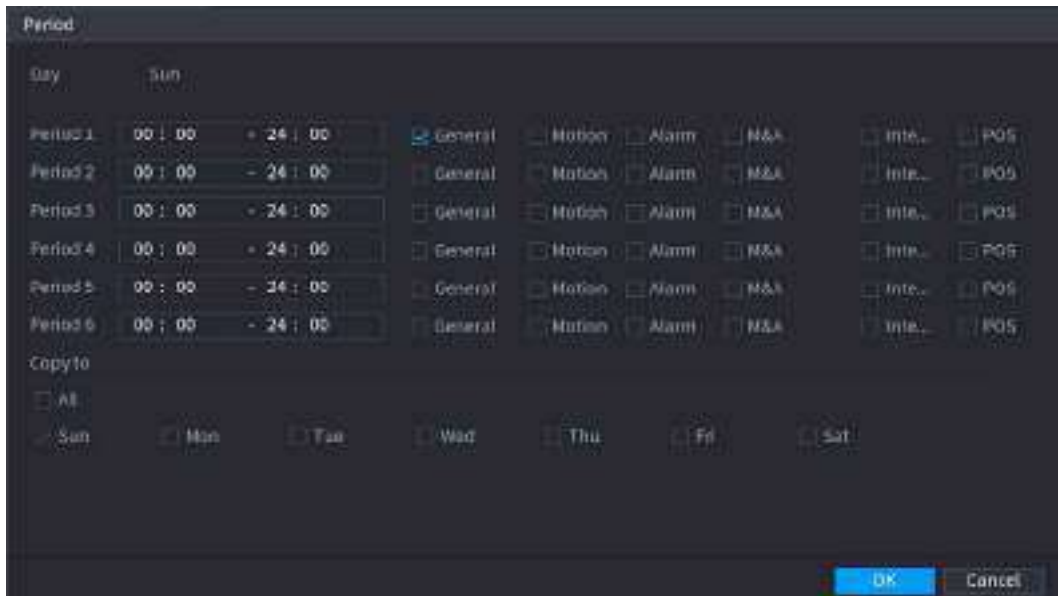 Period
Day Sun
Period 1 00 : 00 - 24 : 00 General Motion Alarm M&A Inte... POS
Period 2 00 : 00 - 24 : 00 General Motion Alarm M&A Inte... POS
Period 3 00 : 00 - 24 : 00 General Motion Alarm M&A Inte... POS
Period 4 00 : 00 - 24 : 00 General Motion Alarm M&A Inte... POS
Period 5 00 : 00 - 24 : 00 General Motion Alarm M&A Inte... POS
Period 6 00 : 00 - 24 : 00 General Motion Alarm M&A Inte... POS
Copy to
All
Sun Mon Tue Wed Thu Fri Sat
OK Cancel